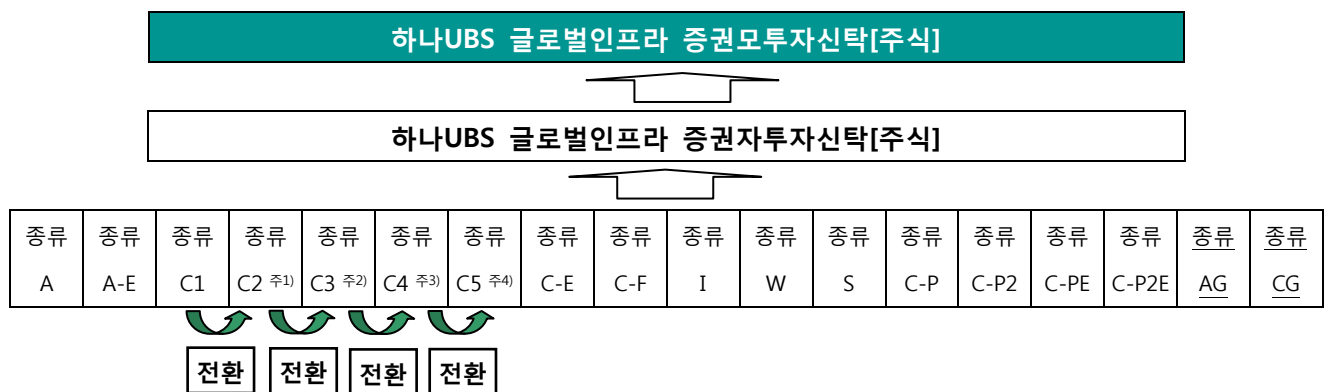 하나UBS 글로벌인프라 증권모투자신탁[주식]
하나UBS 글로벌인프라 증권자투자신탁[주식]
종류 종류 종류 종류 종류 종류 종류 종류 종류 종류 종류 종류 종류 종류 종류 종류 종류 종류
A A-E C1 C2 주1) C3 주2) C4 주3) C5 주4) C-E C-F I W S C-P C-P2 C-PE C-P2E AG CG
전환 전환 전환 전환